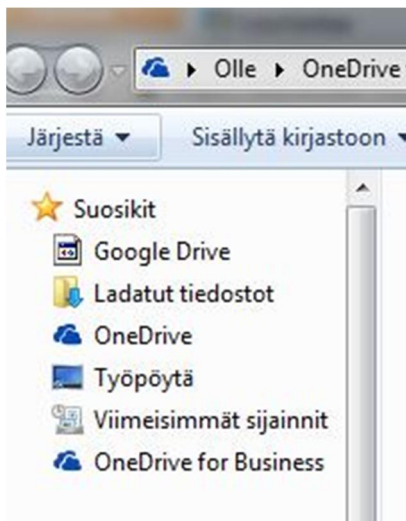 Olle OneDrive
Järjestä Sisällytä kirjastoon
Suosikit
Google Drive
Ladatut tiedostot
OneDrive
Työpöytä
Viimeisimmät sijainnit
OneDrive for Business